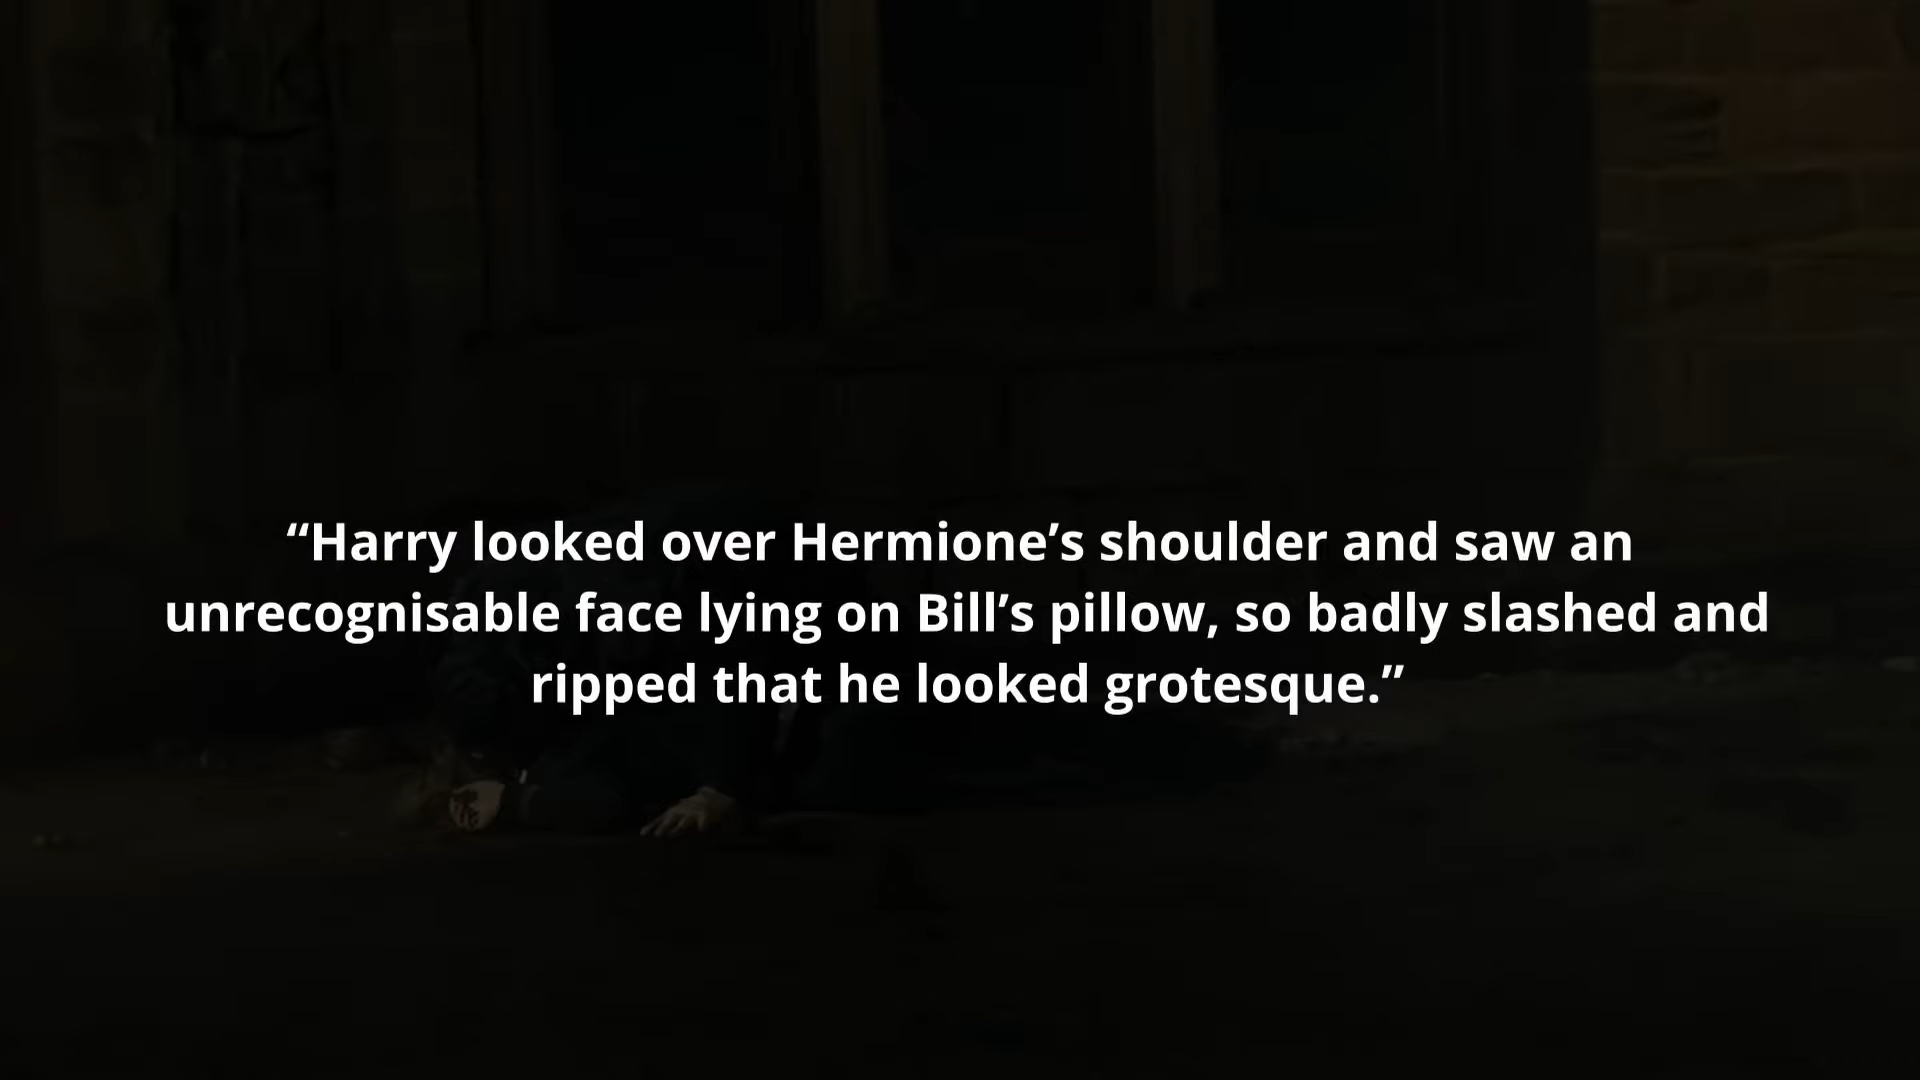 “Harry looked over Hermione’s shoulder and saw an
unrecognisable face lying on Bill’s pillow, so badly slashed and
ripped that he looked grotesque.”